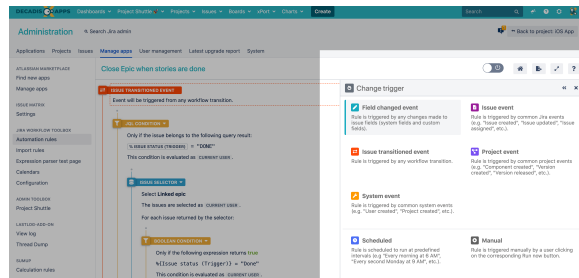 DECADIS APPS Dashboards Project Shuttle Projects Issues Boards xPort Charts Create Search
Administration Search Jira admin Back to project: iOS App
Applications Projects Issues Manage apps User management Latest upgrade report System
ATLASSIAN MARKETPLACE
Find new apps
Manage apps
ISSUE MATRIX
Settings
JIRA WORKFLOW TOOLBOX
Automation rules
Import rules
Expression parser test page
Calendars
Configuration
ADMIN TOOLBOX
Project Shuttle
LASTLOG-ADD-ON
View log
Thread Dump
Close Epic when stories are done
ISSUE TRANSITIONED EVENT
Event will be triggered from any workflow transition.
JQL CONDITION
Only if the issue belongs to the following query result:
%{ISSUE STATUS (TRIGGER)} = "DONE"
This condition is evaluated as CURRENT USER.
ISSUE SELECTOR
Select Linked epic
The issues are selected as CURRENT USER.
For each issue returned by the selector:
BOOLEAN CONDITION
Only if the following expression returns true
%{Issue status (Trigger)} = "Done"
This condition is evaluated as CURRENT USER.
Change trigger
Field changed event
Rule is triggered by any changes made to
issue fields (system fields and custom
fields).
Issue event
Rule is triggered by common Jira events
(e.g. "Issue created", "Issue updated", "Issue
assigned", etc.).
Issue transitioned event
Rule is triggered by any workflow transition.
Project event
Rule is triggered by common project events
(e.g. "Component created", "Version
created", "Version released", etc.).
System event
Rule is triggered by common system events
(e.g. "User created", "Project created", etc.).
Scheduled
Rule is scheduled to run at predefined
intervals (e.g. "Every morning at 6 AM",
"Every second Monday at 9 AM", etc.).
Manual
Rule is triggered manually by a user clicking
on the corresponding Run now button.